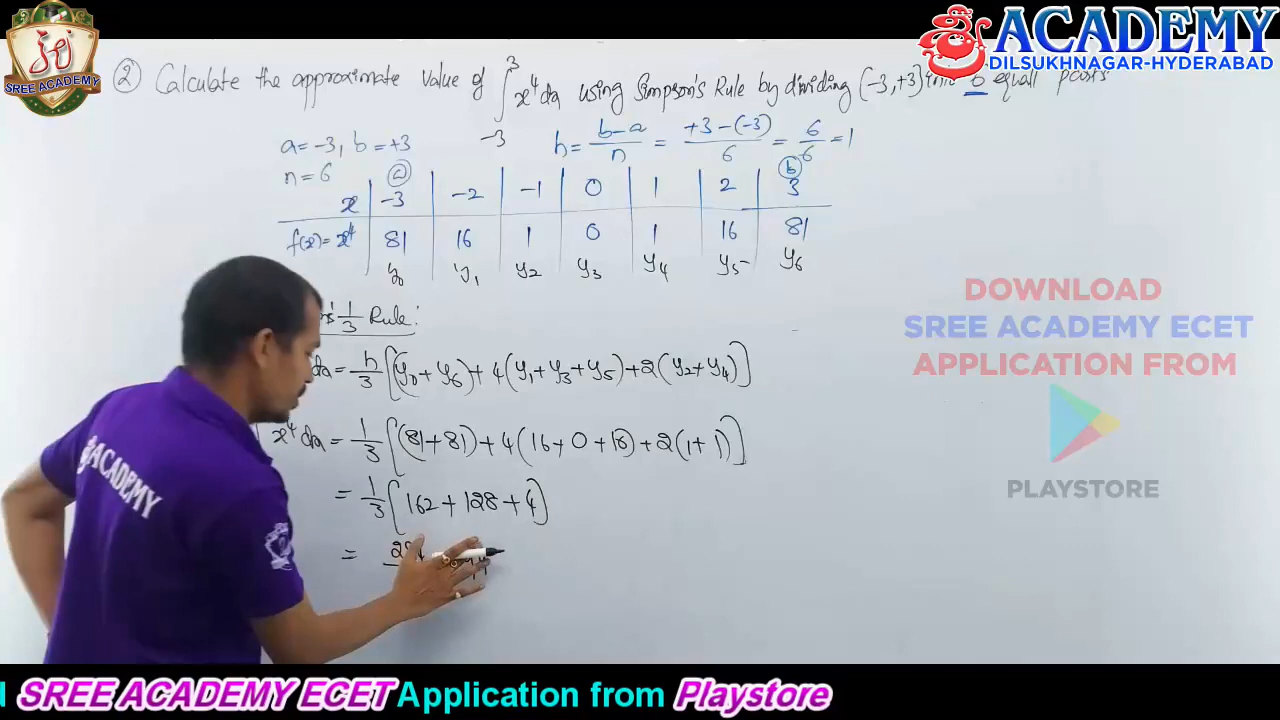 SREE ACADEMY
ACADEMY
DILSUKHNAGAR-HYDERABAD
② Calculate the approximate value of ∫₋₃³ x⁴ dx using Simpson's Rule by dividing (-3,+3) into 6 equall parts
a=-3, b=+3 h = b-a/n = +3-(-3)/6 = 6/6 = 1
n=6 ⓐ ⓑ
x | -3 | -2 | -1 | 0 | 1 | 2 | 3
f(x)=x⁴ | 81 | 16 | 1 | 0 | 1 | 16 | 81
y₀ y₁ y₂ y₃ y₄ y₅ y₆
1/3 Rule:
= h/3 [(y₀+y₆)+4(y₁+y₃+y₅)+2(y₂+y₄)]
x⁴ dx = 1/3 [(81+81)+4(16+0+16)+2(1+1)]
= 1/3 [162+128+4]
=
ACADEMY
DOWNLOAD
SREE ACADEMY ECET
APPLICATION FROM
PLAYSTORE
SREE ACADEMY ECET Application from Playstore